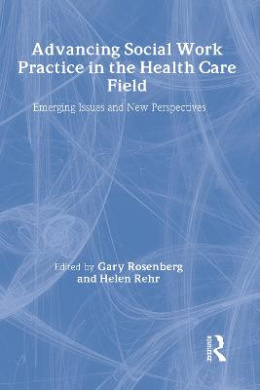 Advancing Social Work
Practice in the Health Care
Field
Emerging Issues and New Perspectives
Edited by Gary Rosenberg
and Helen Rehr
ROUTLEDGE